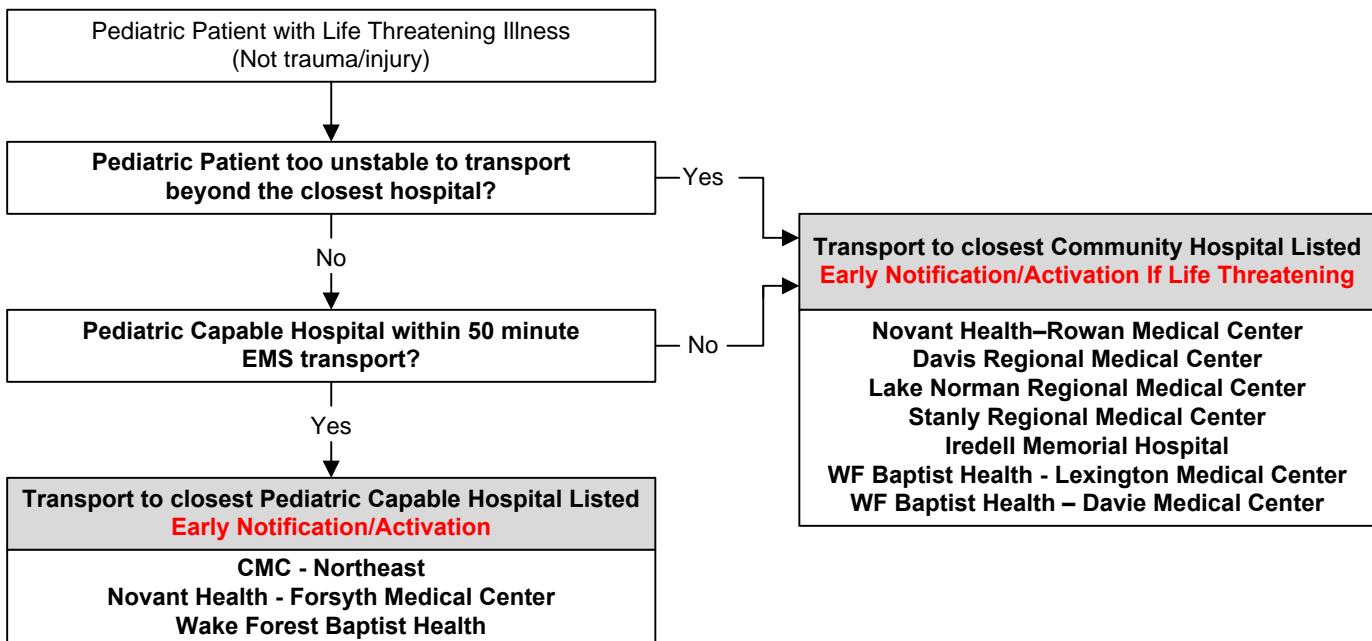 Pediatric Patient with Life Threatening Illness
(Not trauma/injury)
Pediatric Patient too unstable to transport
beyond the closest hospital?
Yes
No
Pediatric Capable Hospital within 50 minute
EMS transport?
No
Yes
Transport to closest Community Hospital Listed
Early Notification/Activation If Life Threatening
Novant Health–Rowan Medical Center
Davis Regional Medical Center
Lake Norman Regional Medical Center
Stanly Regional Medical Center
Iredell Memorial Hospital
WF Baptist Health - Lexington Medical Center
WF Baptist Health – Davie Medical Center
Transport to closest Pediatric Capable Hospital Listed
Early Notification/Activation
CMC - Northeast
Novant Health - Forsyth Medical Center
Wake Forest Baptist Health